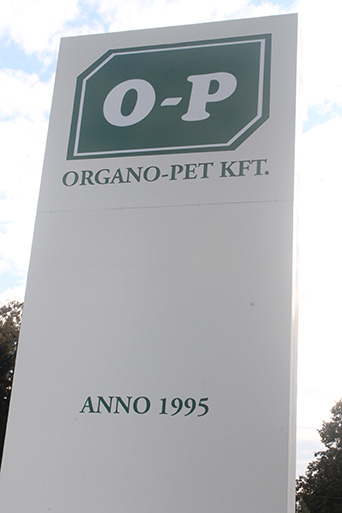 O-P
ORGANO-PET KFT.
ANNO 1995